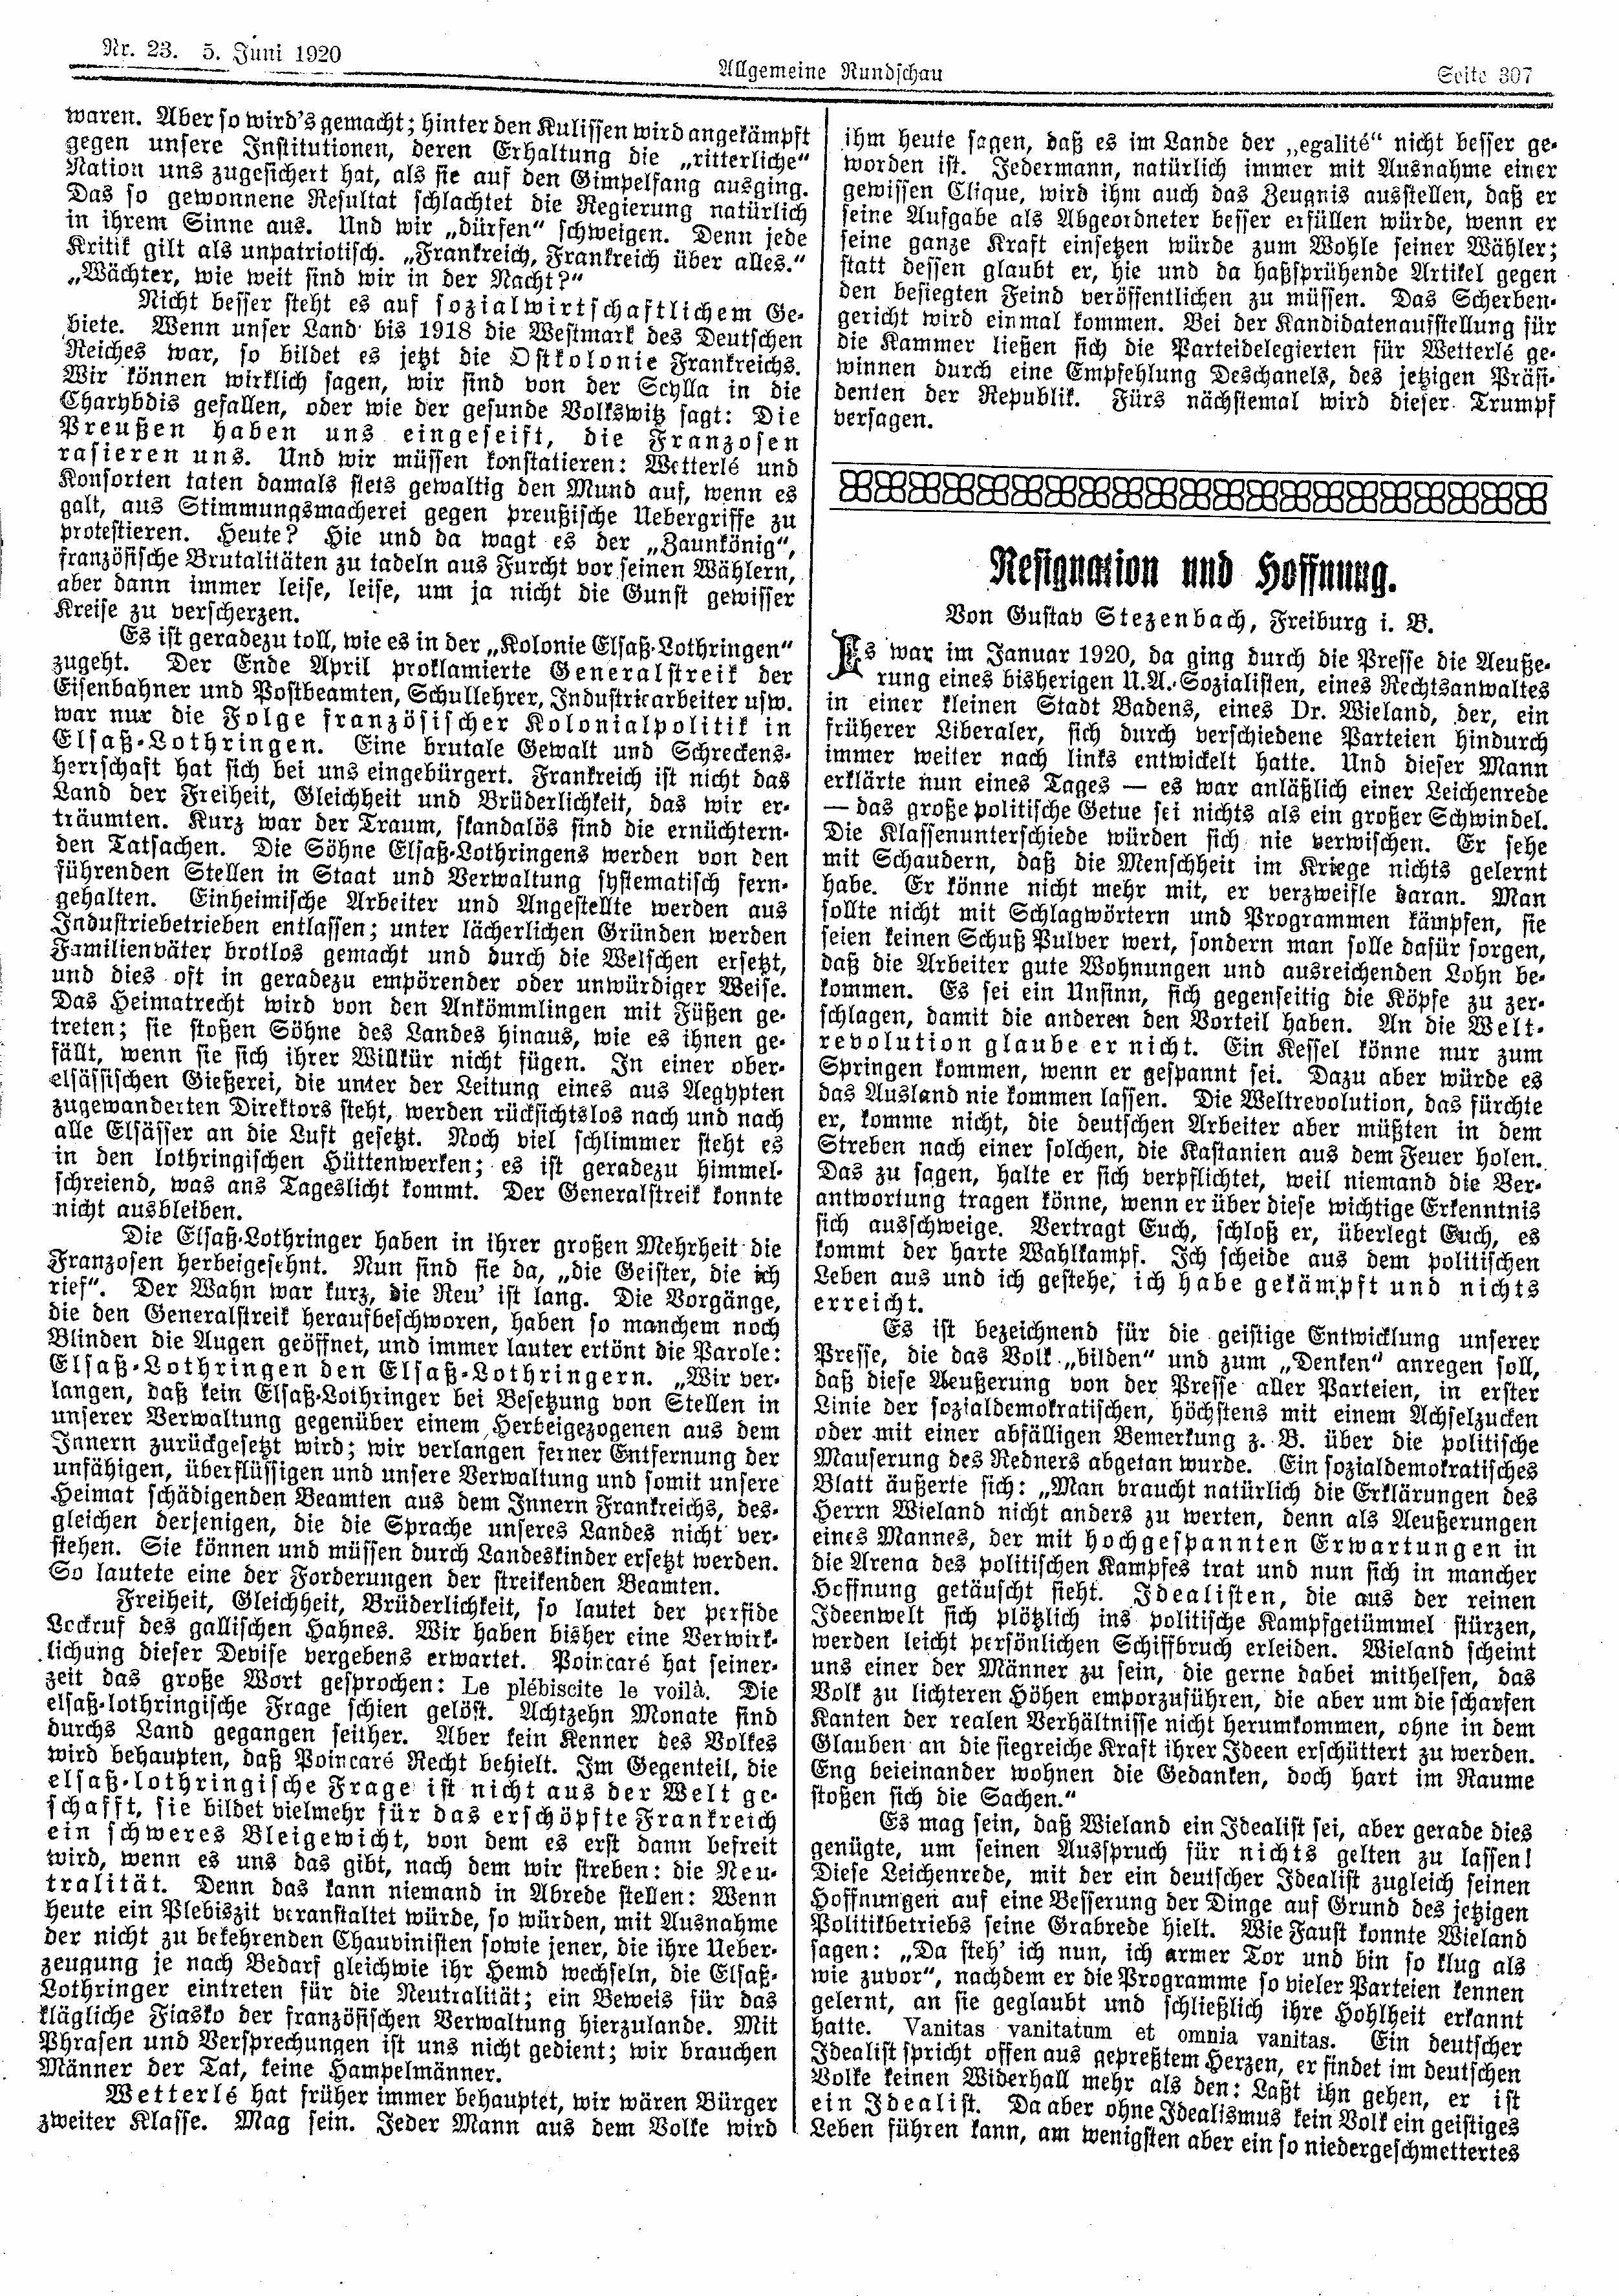 Nr. 23. 5. Juni 1920
Allgemeine Rundschau
Seite 307
waren. Aber so wird's gemacht; hinter den Kulissen wird angekämpft
gegen unsere Institutionen, deren Erhaltung die „ritterliche“
Nation uns zugesichert hat, als sie auf den Gimpelfang ausging.
Das so gewonnene Resultat schlachtet die Regierung natürlich
in ihrem Sinne aus. Und wir „dürfen“ schweigen. Denn jede
Kritik gilt als unpatriotisch. „Frankreich, Frankreich über alles.“
„Wächter, wie weit sind wir in der Nacht?“
Nicht besser steht es auf sozialwirtschaftlichem Ge-
biete. Wenn unser Land bis 1918 die Westmark des Deutschen
Reiches war, so bildet es jetzt die Ostkolonie Frankreichs.
Wir können wirklich sagen, wir sind von der Scylla in die
Charybdis gefallen, oder wie der gesunde Volkswitz sagt: Die
Preußen haben uns eingeseift, die Franzosen
rasieren uns. Und wir müssen konstatieren: Wetterlé und
Konsorten taten damals stets gewaltig den Mund auf, wenn es
galt, aus Stimmungsmacherei gegen preußische Uebergriffe zu
protestieren. Heute? Hie und da wagt es der „Zaunkönig“,
französische Brutalitäten zu tadeln aus Furcht vor seinen Wählern,
aber dann immer leise, leise, um ja nicht die Gunst gewisser
Kreise zu verscherzen.
Es ist geradezu toll, wie es in der „Kolonie Elsaß-Lothringen“
zugeht. Der Ende April proklamierte Generalstreik der
Eisenbahner und Postbeamten, Schullehrer, Industriearbeiter usw.
war nur die Folge französischer Kolonialpolitik in
Elsaß-Lothringen. Eine brutale Gewalt und Schreckens-
herrschaft hat sich bei uns eingebürgert. Frankreich ist nicht das
Land der Freiheit, Gleichheit und Brüderlichkeit, das wir er-
träumten. Kurz war der Traum, skandalös sind die ernüchtern-
den Tatsachen. Die Söhne Elsaß-Lothringens werden von den
führenden Stellen in Staat und Verwaltung systematisch fern-
gehalten. Einheimische Arbeiter und Angestellte werden aus
Industriebetrieben entlassen; unter lächerlichen Gründen werden
Familienväter brotlos gemacht und durch die Welschen ersetzt,
und dies oft in geradezu empörender oder unwürdiger Weise.
Das Heimatrecht wird von den Ankömmlingen mit Füßen ge-
treten; sie stoßen Söhne des Landes hinaus, wie es ihnen ge-
fällt, wenn sie sich ihrer Willkür nicht fügen. In einer ober-
elsässischen Gießerei, die unter der Leitung eines aus Aegypten
zugewanderten Direktors steht, werden rücksichtslos nach und nach
alle Elsässer an die Luft gesetzt. Noch viel schlimmer steht es
in den lothringischen Hüttenwerken; es ist geradezu himmel-
schreiend, was ans Tageslicht kommt. Der Generalstreik konnte
nicht ausbleiben.
Die Elsaß-Lothringer haben in ihrer großen Mehrheit die
Franzosen herbeigesehnt. Nun sind sie da, „die Geister, die ich
rief“. Der Wahn war kurz, die Reu' ist lang. Die Vorgänge,
die den Generalstreik heraufbeschworen, haben so manchem noch
Blinden die Augen geöffnet, und immer lauter ertönt die Parole:
Elsaß-Lothringen den Elsaß-Lothringern. „Wir ver-
langen, daß kein Elsaß-Lothringer bei Besetzung von Stellen in
unserer Verwaltung gegenüber einem Herbeigezogenen aus dem
Innern zurückgesetzt wird; wir verlangen ferner Entfernung der
unfähigen, überflüssigen und unsere Verwaltung und somit unsere
Heimat schädigenden Beamten aus dem Innern Frankreichs, des-
gleichen derjenigen, die die Sprache unseres Landes nicht ver-
stehen. Sie können und müssen durch Landeskinder ersetzt werden.
So lautete eine der Forderungen der streikenden Beamten.
Freiheit, Gleichheit, Brüderlichkeit, so lautet der perfide
Lockruf des gallischen Hahnes. Wir haben bisher eine Verwirk-
lichung dieser Devise vergebens erwartet. Poincaré hat seiner-
zeit das große Wort gesprochen: Le plébiscite le voilà. Die
elsaß-lothringische Frage schien gelöst. Achtzehn Monate sind
durchs Land gegangen seither. Aber kein Kenner des Volkes
wird behaupten, daß Poincaré Recht behielt. Im Gegenteil, die
elsaß-lothringische Frage ist nicht aus der Welt ge-
schafft, sie bildet vielmehr für das erschöpfte Frankreich
ein schweres Bleigewicht, von dem es erst dann befreit
wird, wenn es uns das gibt, nach dem wir streben: die Neu-
tralität. Denn das kann niemand in Abrede stellen: Wenn
heute ein Plebiszit veranstaltet würde, so würden, mit Ausnahme
der nicht zu bekehrenden Chauvinisten sowie jener, die ihre Ueber-
zeugung je nach Bedarf gleichwie ihr Hemd wechseln, die Elsaß-
Lothringer eintreten für die Neutralität; ein Beweis für das
klägliche Fiasko der französischen Verwaltung hierzulande. Mit
Phrasen und Versprechungen ist uns nicht gedient; wir brauchen
Männer der Tat, keine Hampelmänner.
Wetterlé hat früher immer behauptet, wir wären Bürger
zweiter Klasse. Mag sein. Jeder Mann aus dem Volke wird
ihm heute sagen, daß es im Lande der „egalité“ nicht besser ge-
worden ist. Jedermann, natürlich immer mit Ausnahme einer
gewissen Clique, wird ihm auch das Zeugnis ausstellen, daß er
seine Aufgabe als Abgeordneter besser erfüllen würde, wenn er
seine ganze Kraft einsetzen würde zum Wohle seiner Wähler;
statt dessen glaubt er, hie und da haßsprühende Artikel gegen
den besiegten Feind veröffentlichen zu müssen. Das Scherben-
gericht wird einmal kommen. Bei der Kandidatenaufstellung für
die Kammer ließen sich die Parteidelegierten für Wetterlé ge-
winnen durch eine Empfehlung Deschanels, des jetzigen Präsi-
denten der Republik. Fürs nächstemal wird dieser Trumpf
versagen.
Resignation und Hoffnung.
Von Gustav Stezenbach, Freiburg i. B.
Es war im Januar 1920, da ging durch die Presse die Aeuße-
rung eines bisherigen U.A.-Sozialisten, eines Rechtsanwaltes
in einer kleinen Stadt Badens, eines Dr. Wieland, der, ein
früherer Liberaler, sich durch verschiedene Parteien hindurch
immer weiter nach links entwickelt hatte. Und dieser Mann
erklärte nun eines Tages — es war anläßlich einer Leichenrede
— das große politische Getue sei nichts als ein großer Schwindel.
Die Klassenunterschiede würden sich nie verwischen. Er sehe
mit Schaudern, daß die Menschheit im Kriege nichts gelernt
habe. Er könne nicht mehr mit, er verzweifle daran. Man
sollte nicht mit Schlagwörtern und Programmen kämpfen, sie
seien keinen Schuß Pulver wert, sondern man solle dafür sorgen,
daß die Arbeiter gute Wohnungen und ausreichenden Lohn be-
kommen. Es sei ein Unsinn, sich gegenseitig die Köpfe zu zer-
schlagen, damit die anderen den Vorteil haben. An die Welt-
revolution glaube er nicht. Ein Kessel könne nur zum
Springen kommen, wenn er gespannt sei. Dazu aber würde es
das Ausland nie kommen lassen. Die Weltrevolution, das fürchte
er, komme nicht, die deutschen Arbeiter aber müßten in dem
Streben nach einer solchen, die Kastanien aus dem Feuer holen.
Das zu sagen, halte er sich verpflichtet, weil niemand die Ver-
antwortung tragen könne, wenn er über diese wichtige Erkenntnis
sich ausschweige. Vertragt Euch, schloß er, überlegt Euch, es
kommt der harte Wahlkampf. Ich scheide aus dem politischen
Leben aus und ich gestehe, ich habe gekämpft und nichts
erreicht.
Es ist bezeichnend für die geistige Entwicklung unserer
Presse, die das Volk „bilden“ und zum „Denken“ anregen soll,
daß diese Aeußerung von der Presse aller Parteien, in erster
Linie der sozialdemokratischen, höchstens mit einem Achselzucken
oder mit einer abfälligen Bemerkung z. B. über die politische
Mauserung des Redners abgetan wurde. Ein sozialdemokratisches
Blatt äußerte sich: „Man braucht natürlich die Erklärungen des
Herrn Wieland nicht anders zu werten, denn als Aeußerungen
eines Mannes, der mit hochgespannten Erwartungen in
die Arena des politischen Kampfes trat und nun sich in mancher
Hoffnung getäuscht sieht. Idealisten, die aus der reinen
Ideenwelt sich plötzlich ins politische Kampfgetümmel stürzen,
werden leicht persönlichen Schiffbruch erleiden. Wieland scheint
uns einer der Männer zu sein, die gerne dabei mithelfen, das
Volk zu lichteren Höhen emporzuführen, die aber um die scharfen
Kanten der realen Verhältnisse nicht herumkommen, ohne in dem
Glauben an die siegreiche Kraft ihrer Ideen erschüttert zu werden.
Eng beieinander wohnen die Gedanken, doch hart im Raume
stoßen sich die Sachen.“
Es mag sein, daß Wieland ein Idealist sei, aber gerade dies
genügte, um seinen Ausspruch für nichts gelten zu lassen!
Diese Leichenrede, mit der ein deutscher Idealist zugleich seinen
Hoffnungen auf eine Besserung der Dinge auf Grund des jetzigen
Politikbetriebs seine Grabrede hielt. Wie Faust konnte Wieland
sagen: „Da steh' ich nun, ich armer Tor und bin so klug als
wie zuvor“, nachdem er die Programme so vieler Parteien kennen
gelernt, an sie geglaubt und schließlich ihre Hohlheit erkannt
hatte. Vanitas vanitatum et omnia vanitas. Ein deutscher
Idealist spricht offen aus gepreßtem Herzen, er findet im deutschen
Volke keinen Widerhall mehr als den: Laßt ihn gehen, er ist
ein Idealist. Da aber ohne Idealismus kein Volk ein geistiges
Leben führen kann, am wenigsten aber ein so niedergeschmettertes